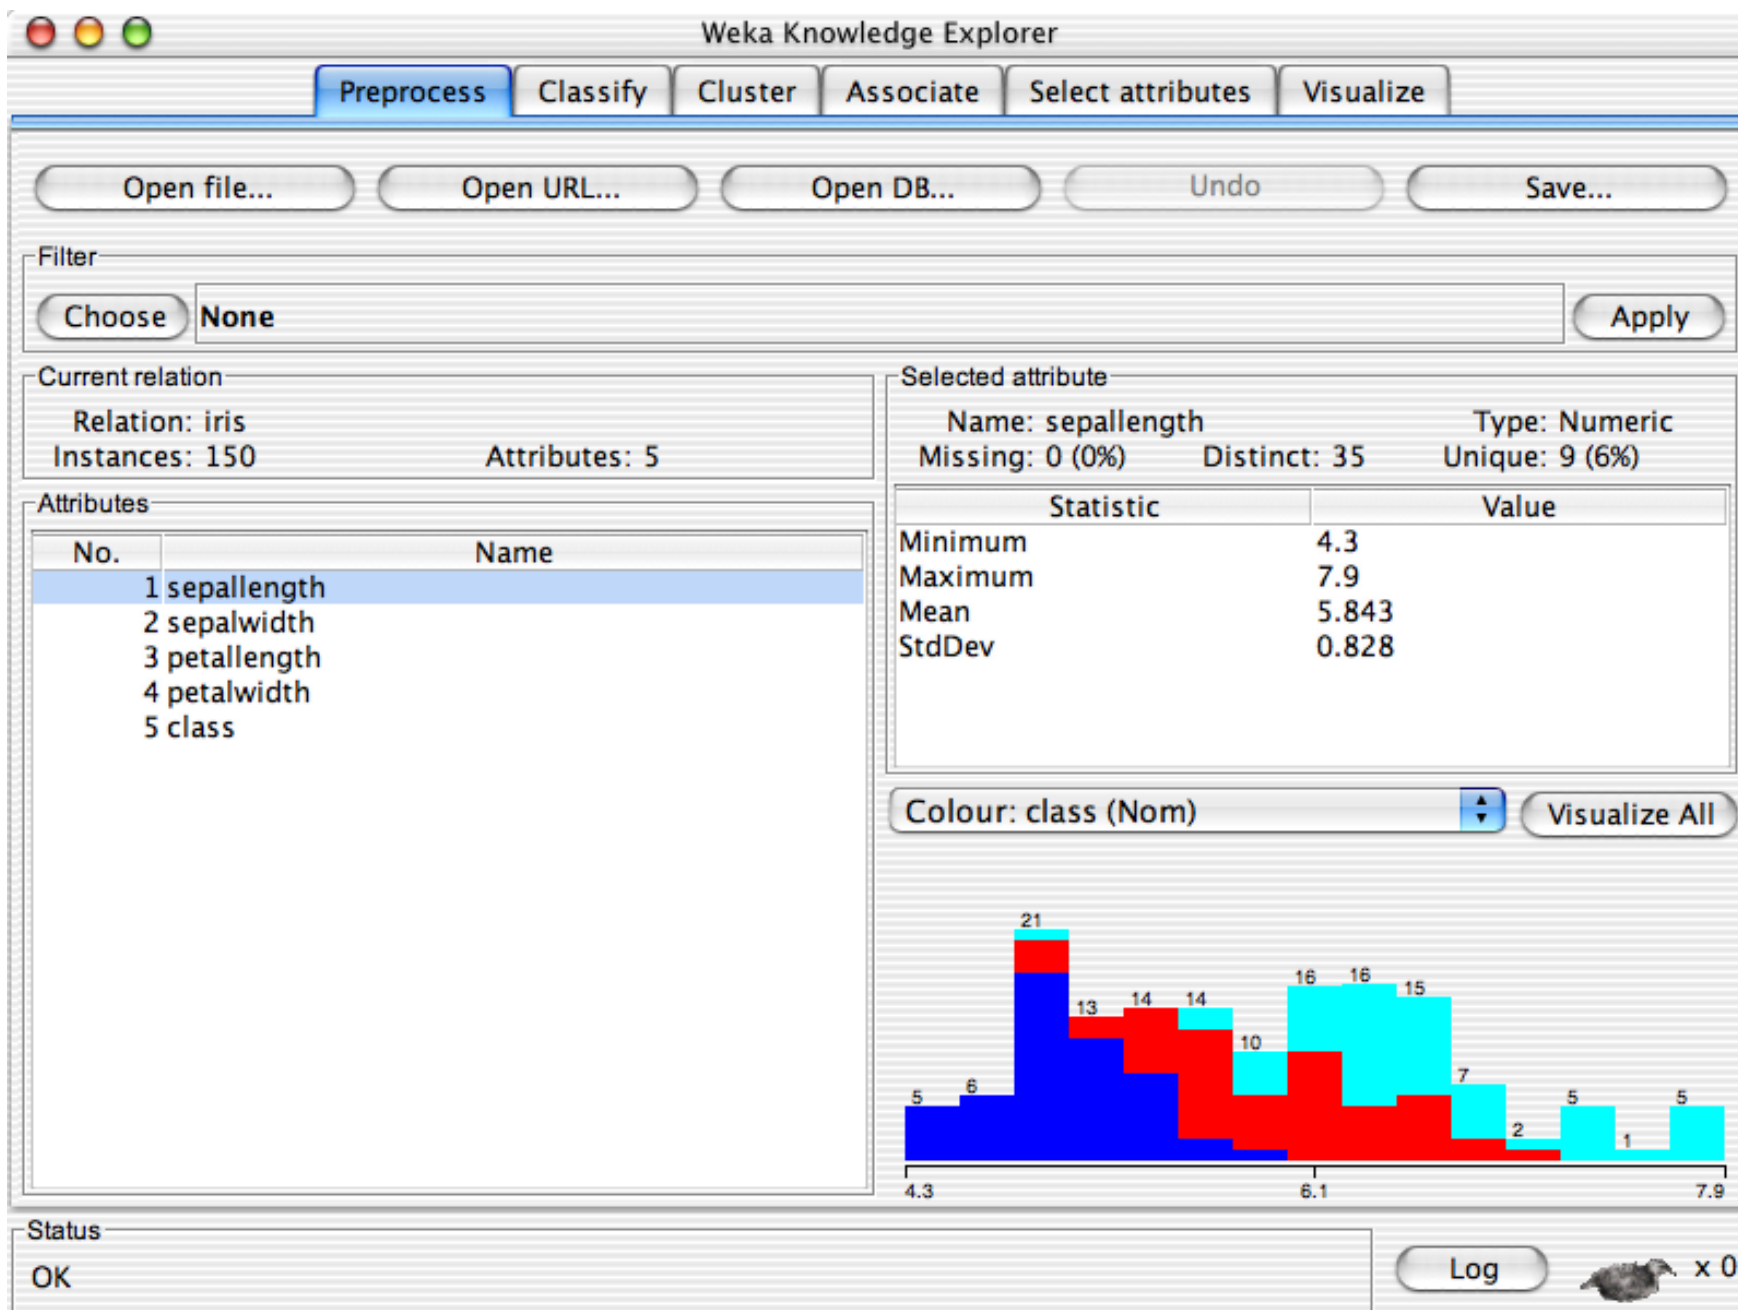 Weka Knowledge Explorer
Preprocess Classify Cluster Associate Select attributes Visualize
Open file... Open URL... Open DB... Undo Save...
Filter
Choose None Apply
Current relation
Relation: iris
Instances: 150 Attributes: 5
Attributes
No. Name
1 sepallength
2 sepalwidth
3 petallength
4 petalwidth
5 class
Selected attribute
Name: sepallength Type: Numeric
Missing: 0 (0%) Distinct: 35 Unique: 9 (6%)
Statistic Value
Minimum 4.3
Maximum 7.9
Mean 5.843
StdDev 0.828
Colour: class (Nom) Visualize All
5 6 21 13 14 14 10 16 16 15 7 2 5 1 5
4.3 6.1 7.9
Status
OK
Log x 0